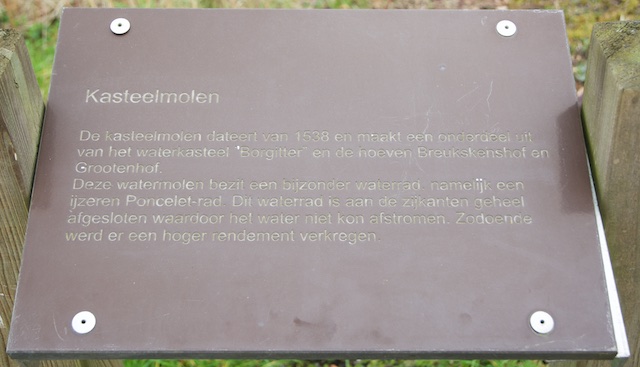 Kasteelmolen
De kasteelmolen dateert van 1538 en maakt een onderdeel uit
van het waterkasteel "Borgitter" en de hoeven Breukskenshof en
Grootenhof.
Deze watermolen bezit een bijzonder waterrad, namelijk een
ijzeren Poncelet-rad. Dit waterrad is aan de zijkanten geheel
afgesloten waardoor het water niet kon afstromen. Zodoende
werd er een hoger rendement verkregen.